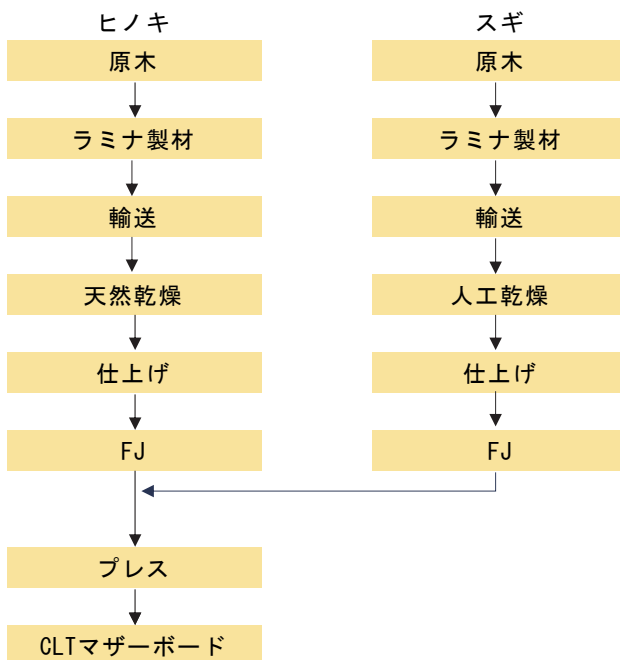 ヒノキ
原木
ラミナ製材
輸送
天然乾燥
仕上げ
FJ
プレス
CLTマザーボード
スギ
原木
ラミナ製材
輸送
人工乾燥
仕上げ
FJ